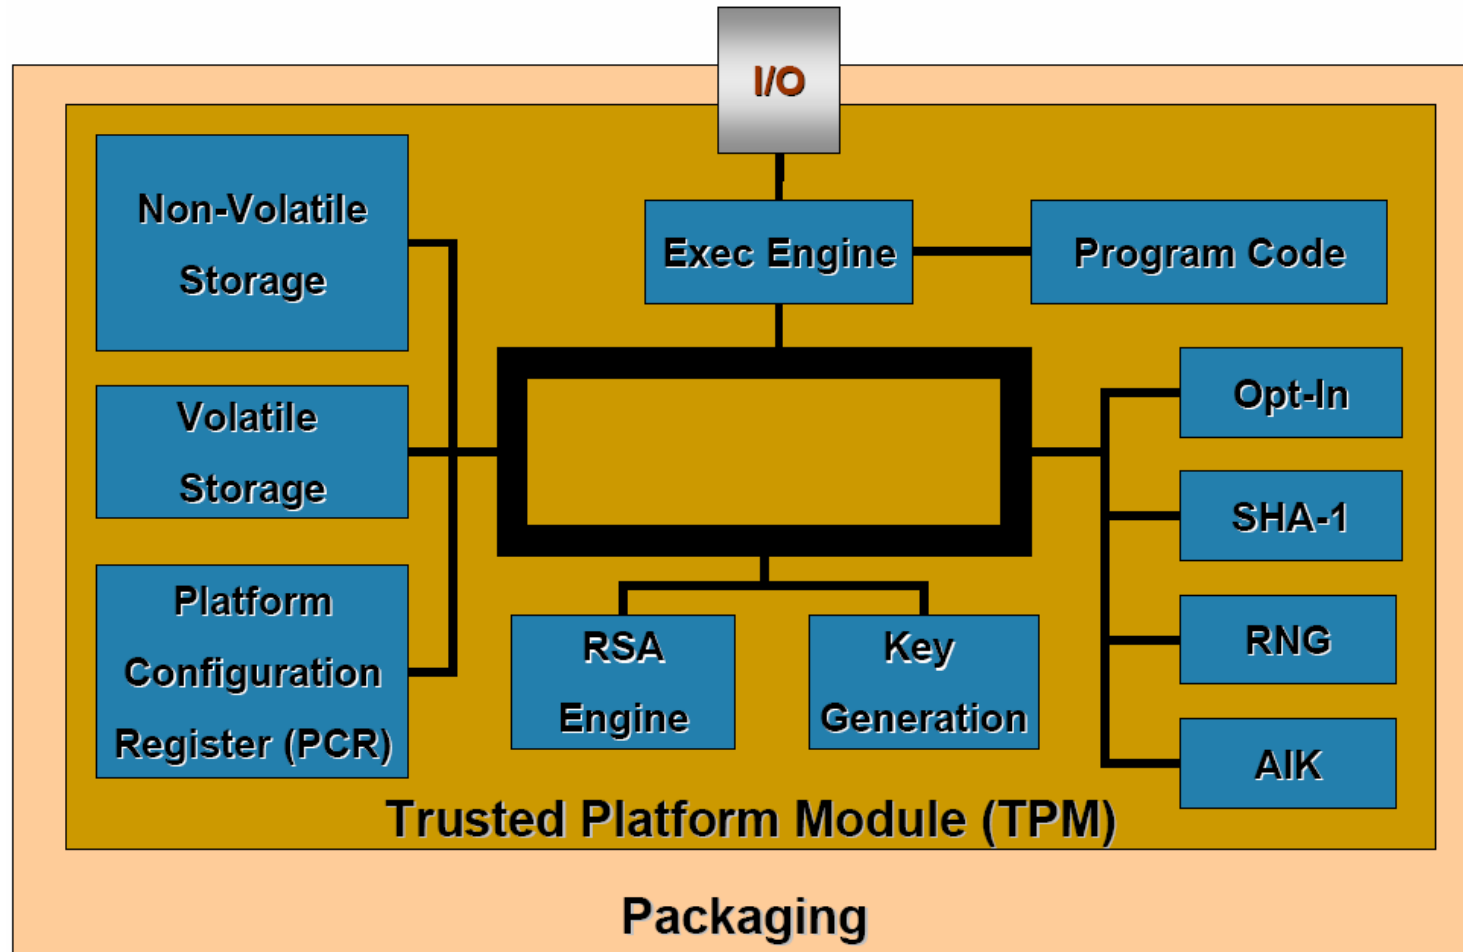 I/O
Non-Volatile
Storage
Exec Engine
Program Code
Volatile
Storage
Opt-In
SHA-1
Platform
Configuration
Register (PCR)
RSA
Engine
Key
Generation
RNG
AIK
Trusted Platform Module (TPM)
Packaging